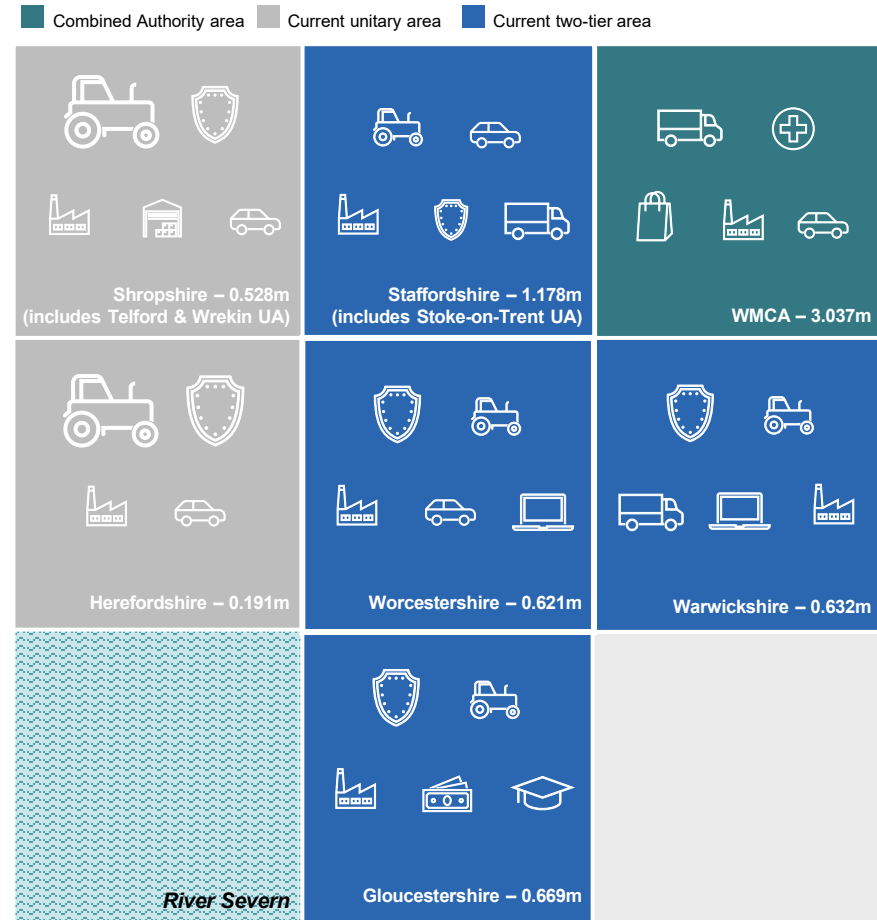 Combined Authority area Current unitary area Current two-tier area
Shropshire – 0.528m
(includes Telford & Wrekin UA)
Staffordshire – 1.178m
(includes Stoke-on-Trent UA)
WMCA – 3.037m
Herefordshire – 0.191m
Worcestershire – 0.621m
Warwickshire – 0.632m
River Severn
Gloucestershire – 0.669m